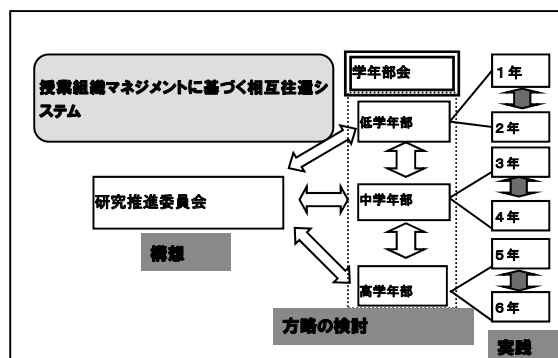 授業組織マネジメントに基づく相互往還シ
ステム
学年部会
低学年部
中学年部
高学年部
研究推進委員会
構想
方略の検討
1年
2年
3年
4年
5年
6年
実践